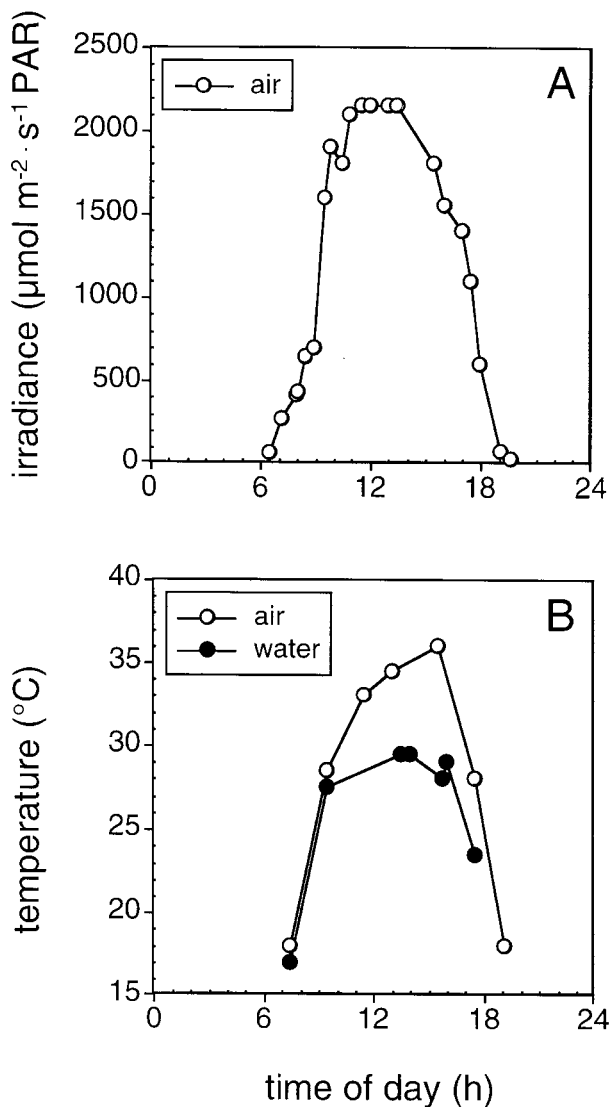 2500
2000
1500
1000
500
0
irradiance (µmol m⁻² · s⁻¹ PAR)
air
A
0 6 12 18 24
40
35
30
25
20
15
temperature (°C)
air
water
B
0 6 12 18 24
time of day (h)